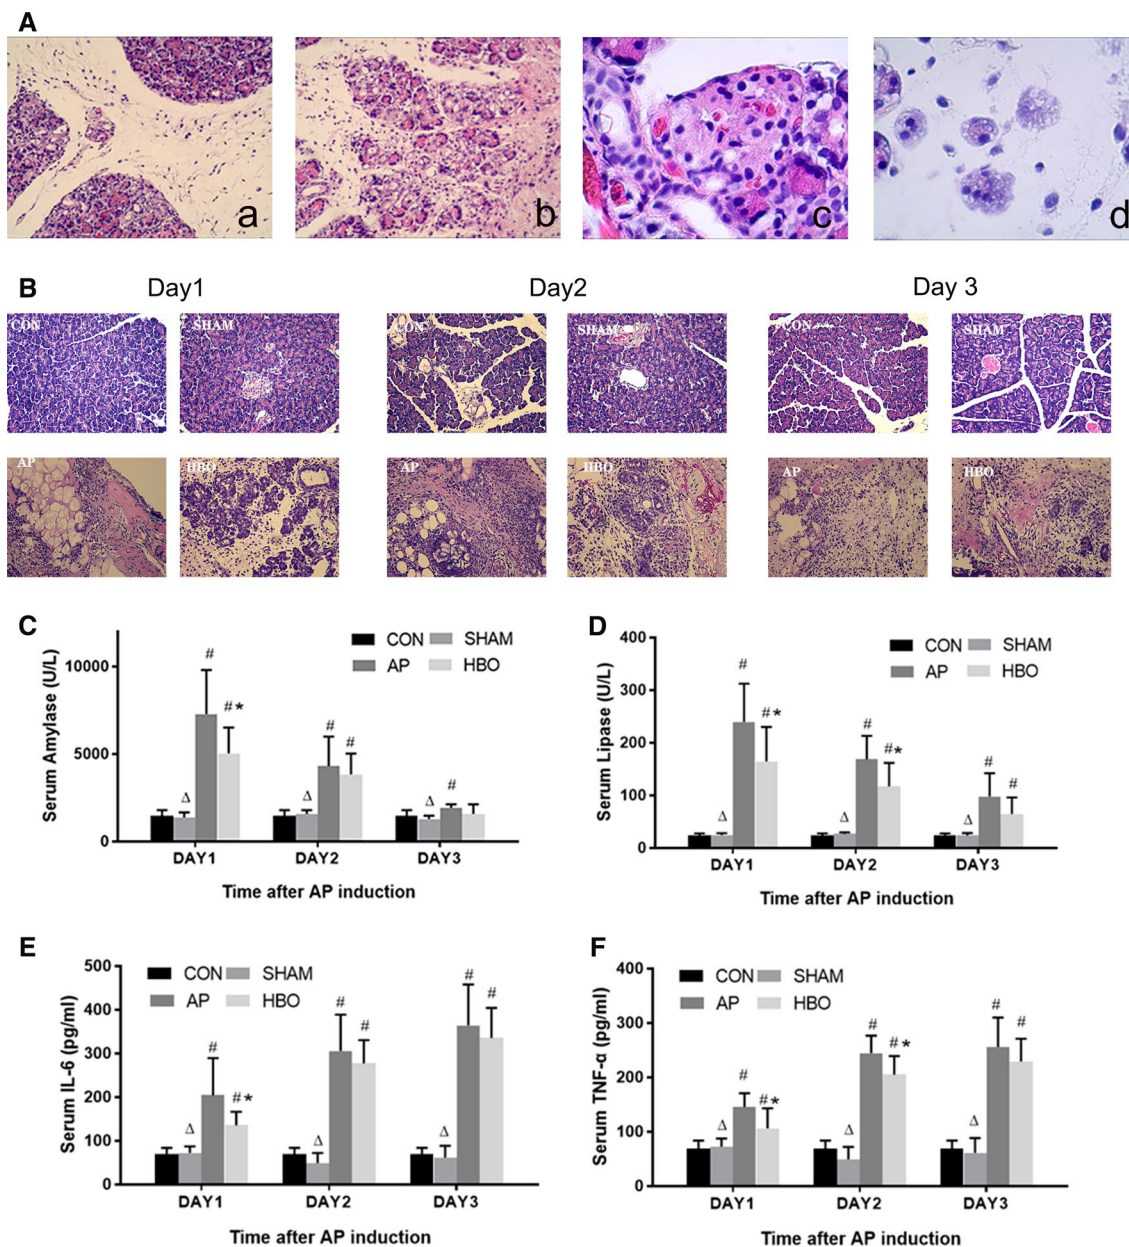 A
a
b
c
d
B
Day1
Day2
Day 3
CON
SHAM
CON
SHAM
CON
SHAM
AP
HBO
AP
HBO
AP
HBO
C
CON
SHAM
AP
HBO
Serum Amylase (U/L)
10000
5000
0
#
#*
#
#
#
Δ
Δ
Δ
DAY1
DAY2
DAY3
Time after AP induction
D
CON
SHAM
AP
HBO
Serum Lipase (U/L)
400
300
200
100
0
#
#*
#
#*
#
#
Δ
Δ
Δ
DAY1
DAY2
DAY3
Time after AP induction
E
CON
SHAM
AP
HBO
Serum IL-6 (pg/ml)
500
400
300
200
100
0
#
#*
#
#
#
#
Δ
Δ
Δ
DAY1
DAY2
DAY3
Time after AP induction
F
CON
SHAM
AP
HBO
Serum TNF-α (pg/ml)
400
300
200
100
0
#
#*
#
#*
#
#
Δ
Δ
Δ
DAY1
DAY2
DAY3
Time after AP induction